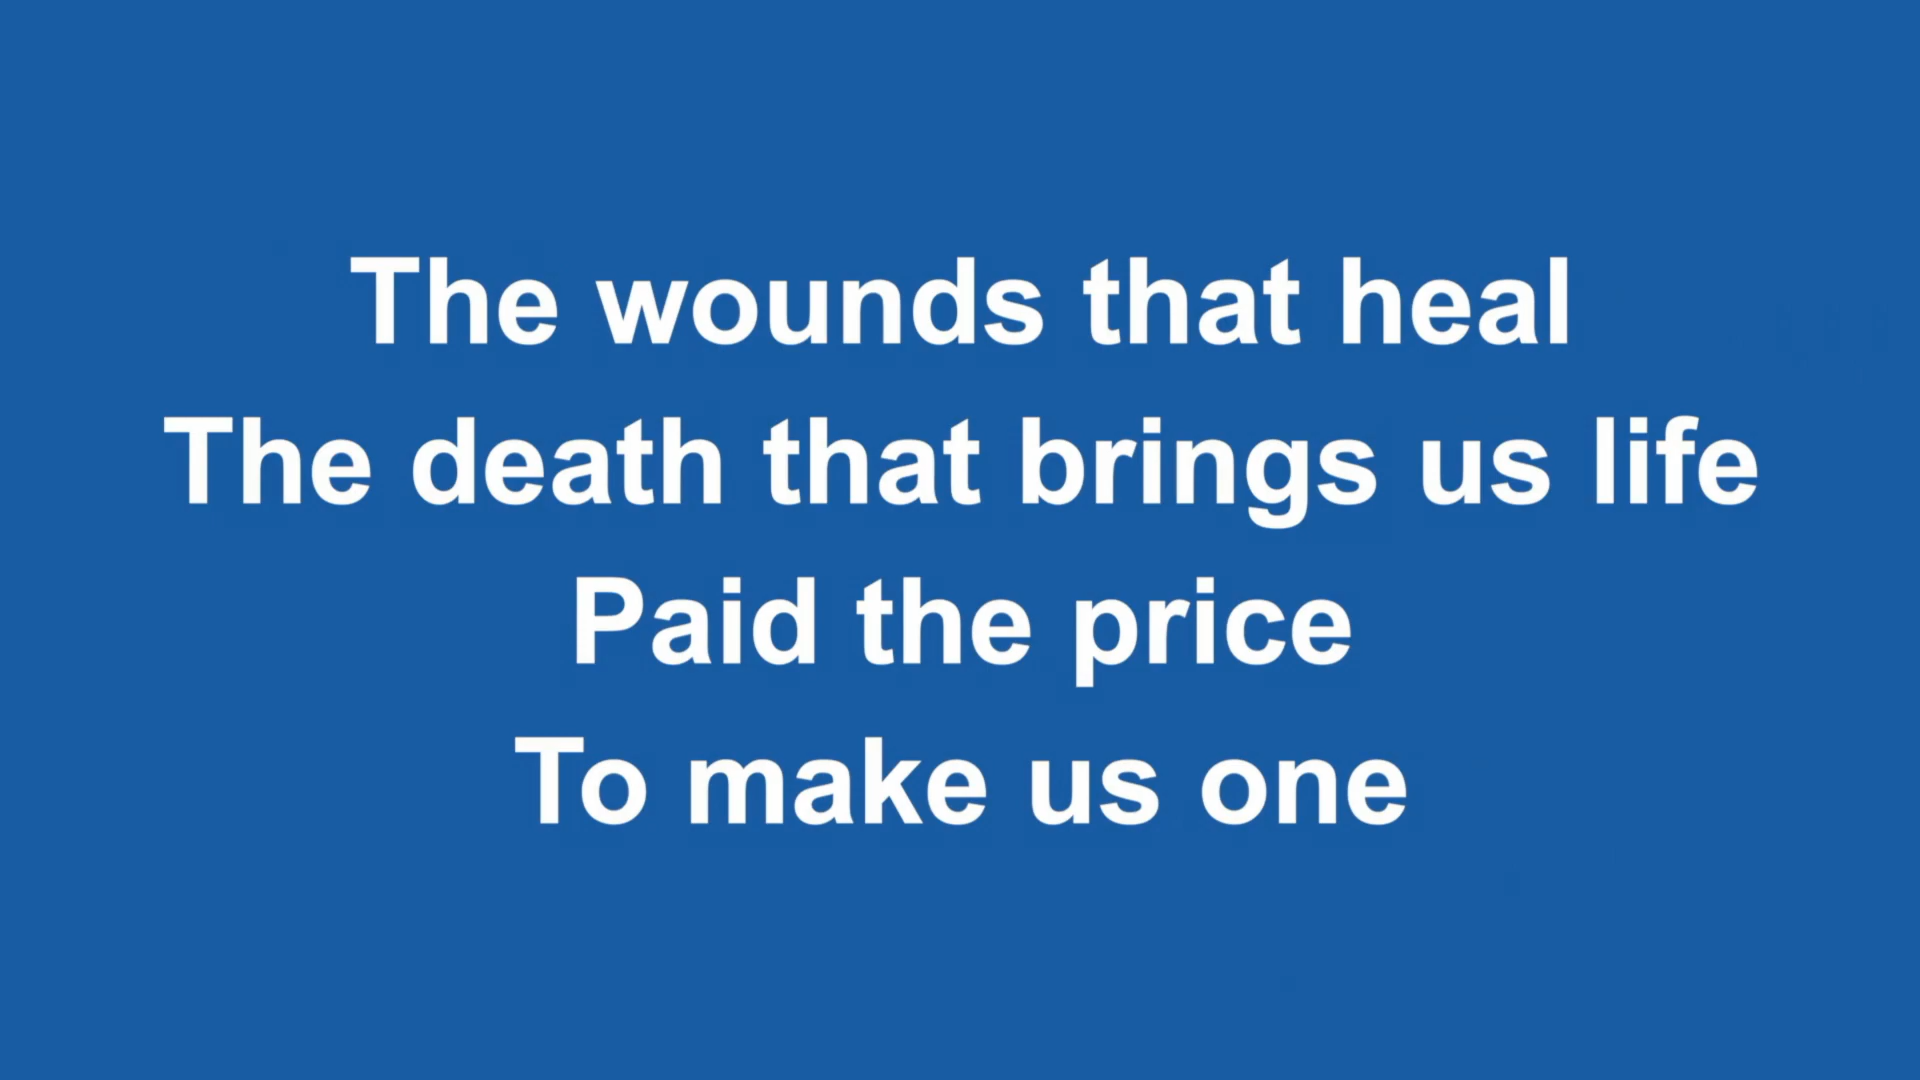 The wounds that heal
The death that brings us life
Paid the price
To make us one